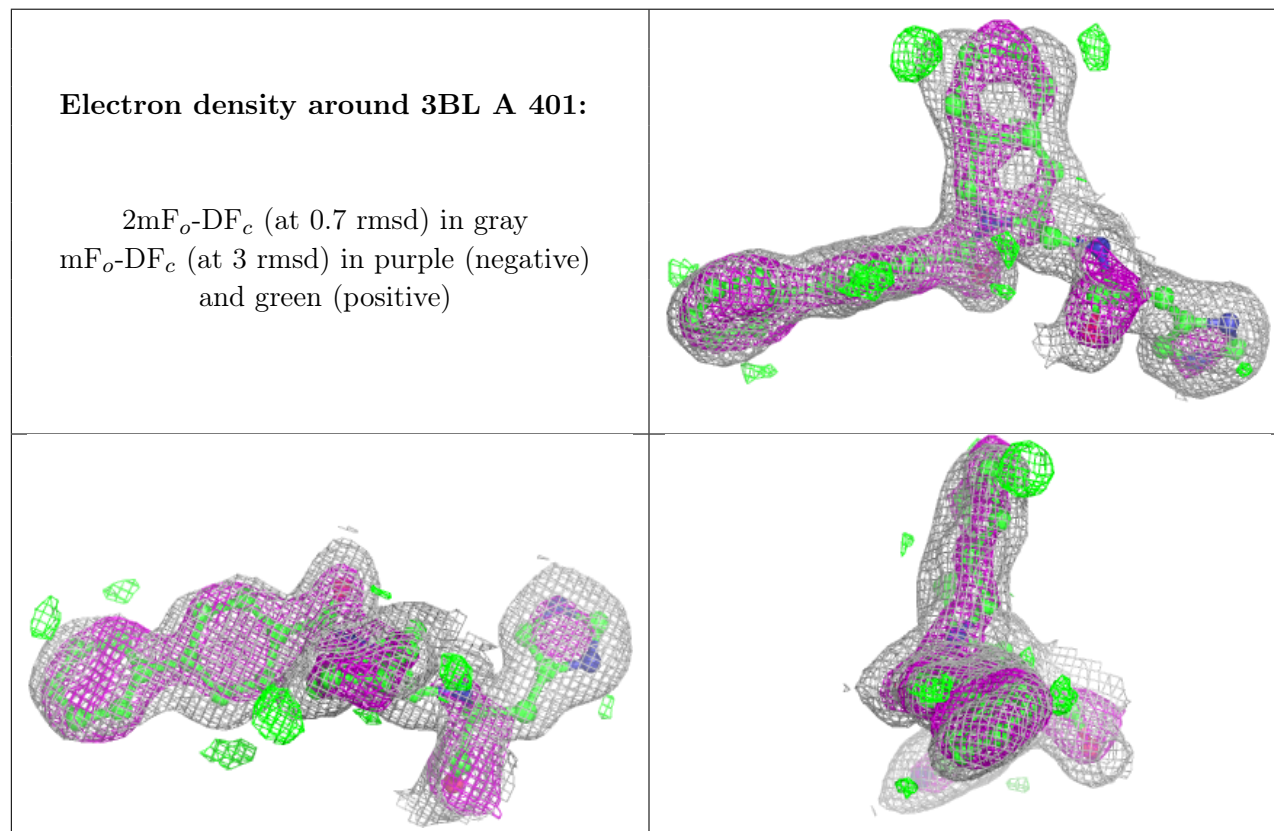 Electron density around 3BL A 401:
2mFo-DFc (at 0.7 rmsd) in gray
mFo-DFc (at 3 rmsd) in purple (negative)
and green (positive)